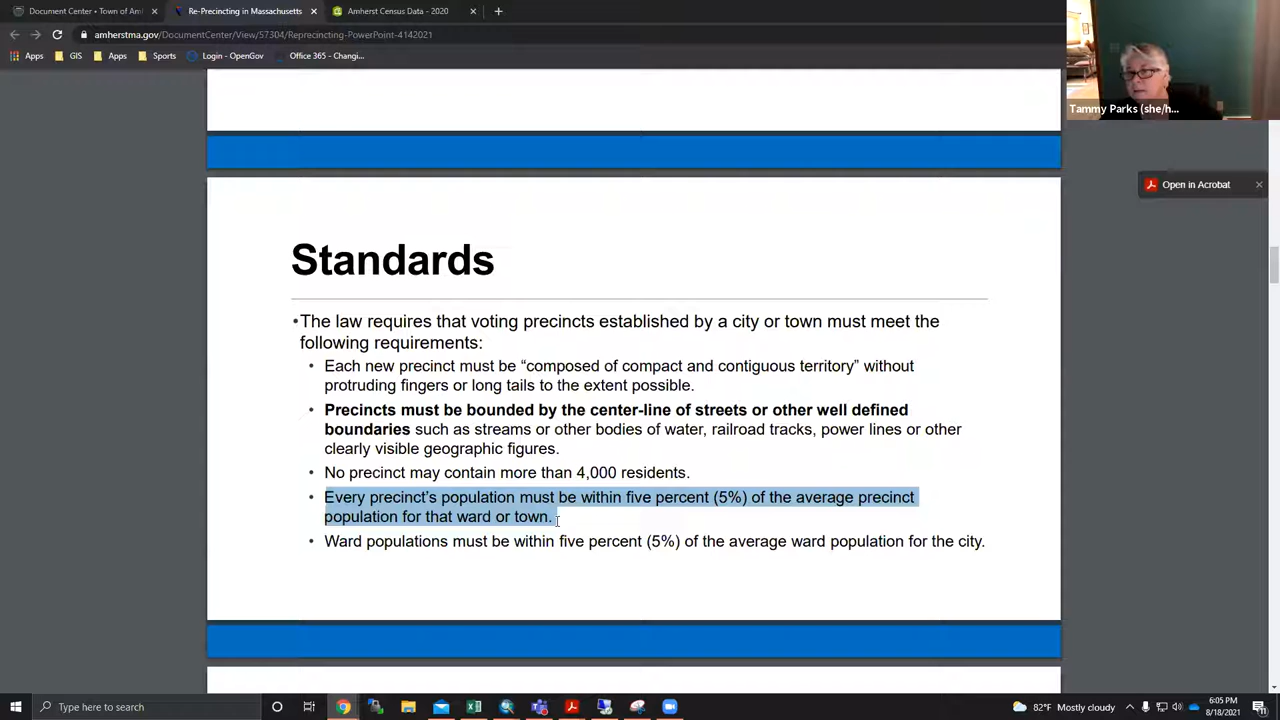 Document Center • Town of Am
Re-Precincting in Massachusetts
Amherst Census Data - 2020
amherstma.gov/DocumentCenter/View/57304/Reprecincting-PowerPoint-4142021
Apps
GIS
Apps
Sports
Login - OpenGov
Office 365 - Changi...
Tammy Parks (she/h...
Open in Acrobat
Standards
•The law requires that voting precincts established by a city or town must meet the
following requirements:
• Each new precinct must be “composed of compact and contiguous territory” without
protruding fingers or long tails to the extent possible.
• Precincts must be bounded by the center-line of streets or other well defined
boundaries such as streams or other bodies of water, railroad tracks, power lines or other
clearly visible geographic figures.
• No precinct may contain more than 4,000 residents.
• Every precinct’s population must be within five percent (5%) of the average precinct
population for that ward or town.
• Ward populations must be within five percent (5%) of the average ward population for the city.
Type here to search
82°F Mostly cloudy
6:05 PM
8/18/2021